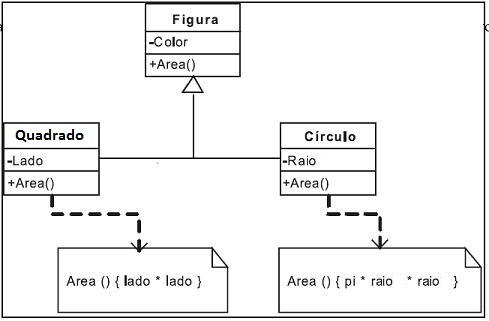 Figura
-Color
+Area()
Quadrado
-Lado
+Area()
Círculo
-Raio
+Area()
Area () { lado * lado }
Area () { pi * raio * raio }